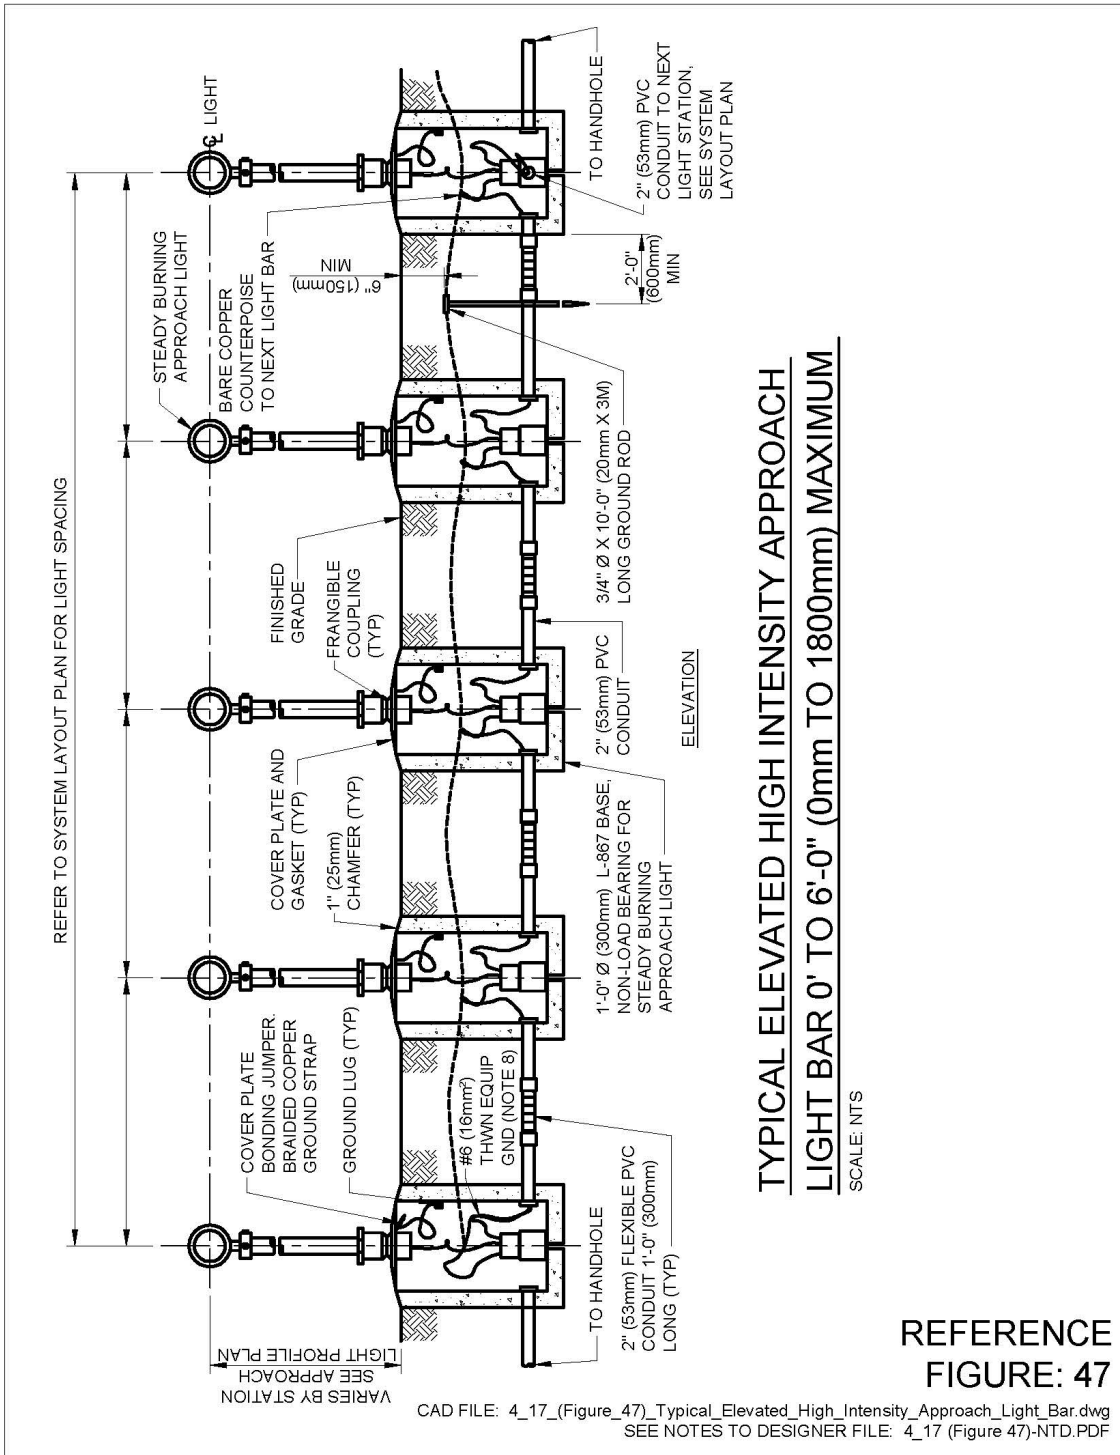 REFER TO SYSTEM LAYOUT PLAN FOR LIGHT SPACING
℄ LIGHT
STEADY BURNING
APPROACH LIGHT
BARE COPPER
COUNTERPOISE
TO NEXT LIGHT BAR
6" (150mm)
MIN
VARIES BY STATION
SEE APPROACH
LIGHT PROFILE PLAN
COVER PLATE
BONDING JUMPER.
BRAIDED COPPER
GROUND STRAP
GROUND LUG (TYP)
COVER PLATE AND
GASKET (TYP)
1" (25mm)
CHAMFER (TYP)
FINISHED
GRADE
FRANGIBLE
COUPLING
(TYP)
#6 (16mm²)
THWN EQUIP
GND (NOTE 8)
TO HANDHOLE
2" (53mm) FLEXIBLE PVC
CONDUIT 1'-0" (300mm)
LONG (TYP)
1'-0" Ø (300mm) L-867 BASE,
NON-LOAD BEARING FOR
STEADY BURNING
APPROACH LIGHT
2" (53mm) PVC
CONDUIT
3/4" Ø X 10'-0" (20mm X 3M)
LONG GROUND ROD
2'-0"
(600mm)
MIN
TO HANDHOLE
2" (53mm) PVC
CONDUIT TO NEXT
LIGHT STATION,
SEE SYSTEM
LAYOUT PLAN
ELEVATION
TYPICAL ELEVATED HIGH INTENSITY APPROACH
LIGHT BAR 0' TO 6'-0" (0mm TO 1800mm) MAXIMUM
SCALE: NTS
REFERENCE
FIGURE: 47
CAD FILE: 4_17_(Figure_47)_Typical_Elevated_High_Intensity_Approach_Light_Bar.dwg
SEE NOTES TO DESIGNER FILE: 4_17 (Figure 47)-NTD.PDF